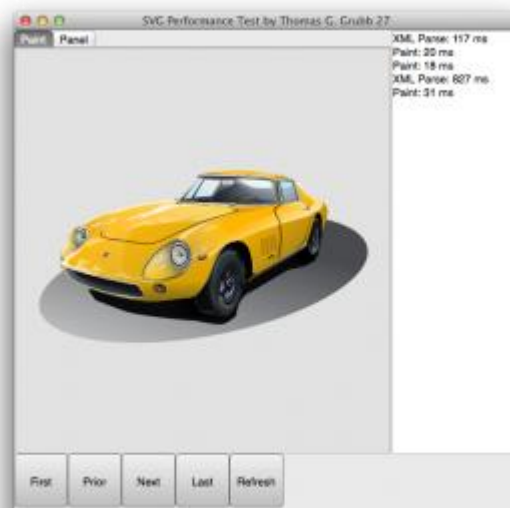 SVG Performance Test by Thomas G. Grubb 27
Paint Panel
XML Parse: 117 ms
Paint: 20 ms
Paint: 18 ms
XML Parse: 827 ms
Paint: 31 ms
First Prior Next Last Refresh